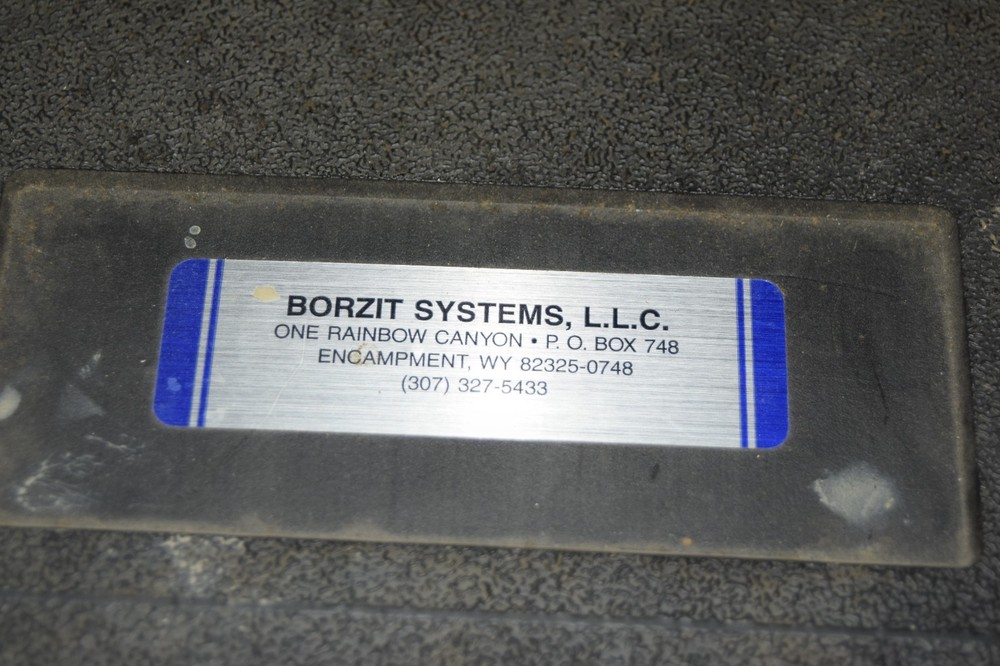 BORZIT SYSTEMS, L.L.C.
ONE RAINBOW CANYON • P. O. BOX 748
ENCAMPMENT, WY 82325-0748
(307) 327-5433